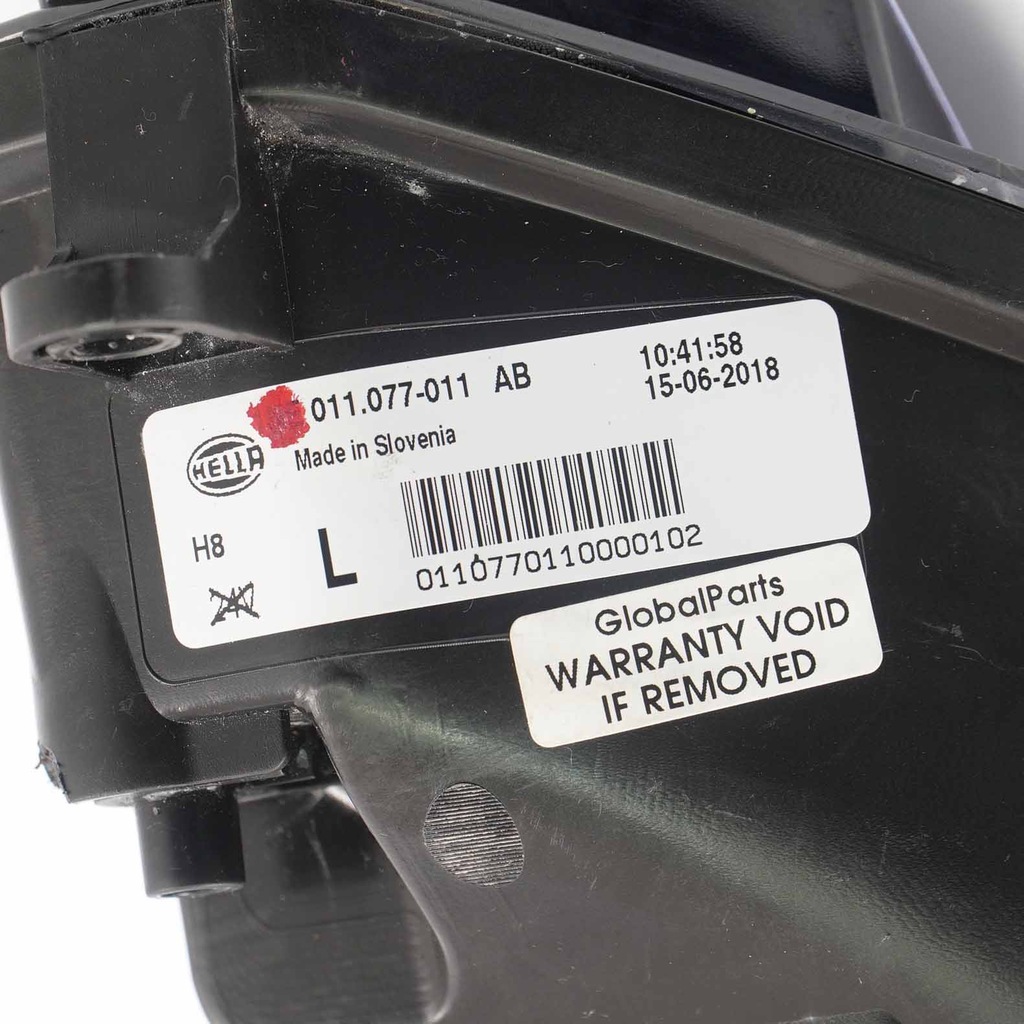 011.077-011 AB
10:41:58
15-06-2018
HELLA
Made in Slovenia
H8
L
0110770110000102
GlobalParts
WARRANTY VOID
IF REMOVED